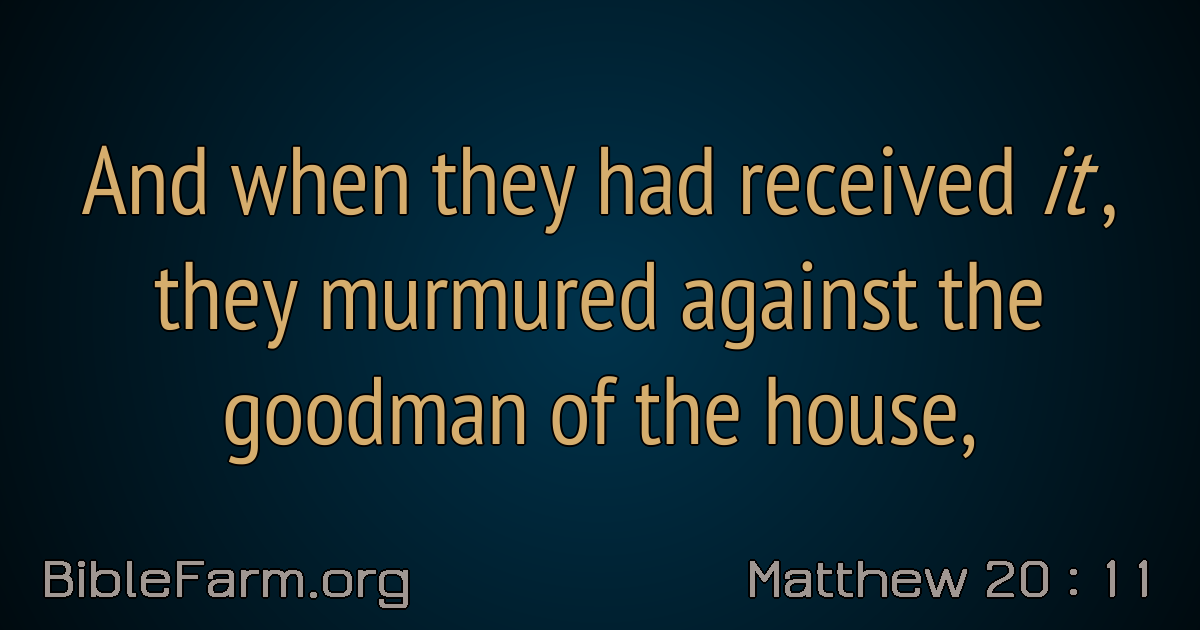 And when they had received it,
they murmured against the
goodman of the house,
BibleFarm.org
Matthew 20 : 11